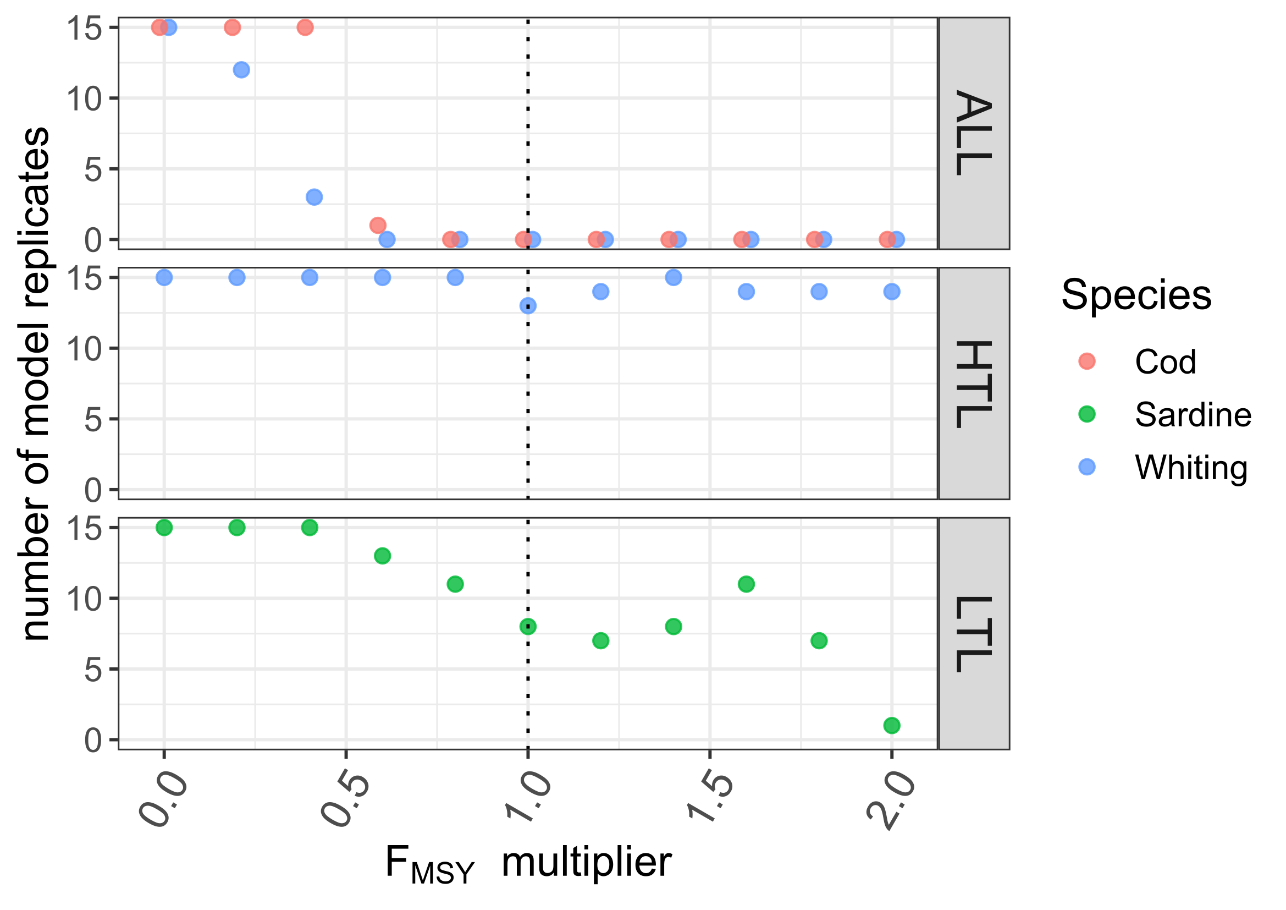 number of model replicates
15
10
5
0
ALL
15
10
5
0
HTL
15
10
5
0
LTL
0.0
0.5
1.0
1.5
2.0
FMSY multiplier
Species
Cod
Sardine
Whiting